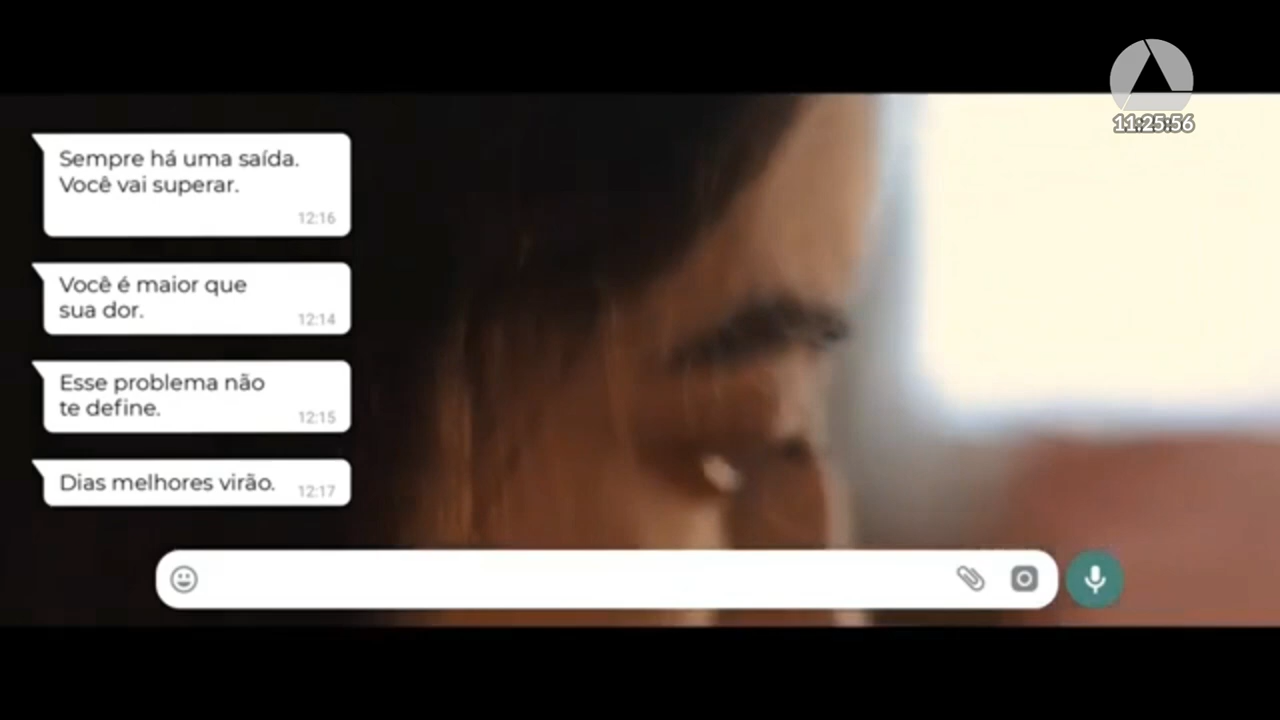 11:25:56
Sempre há uma saída.
Você vai superar.
12:16
Você é maior que
sua dor.
12:14
Esse problema não
te define.
12:15
Dias melhores virão.
12:17